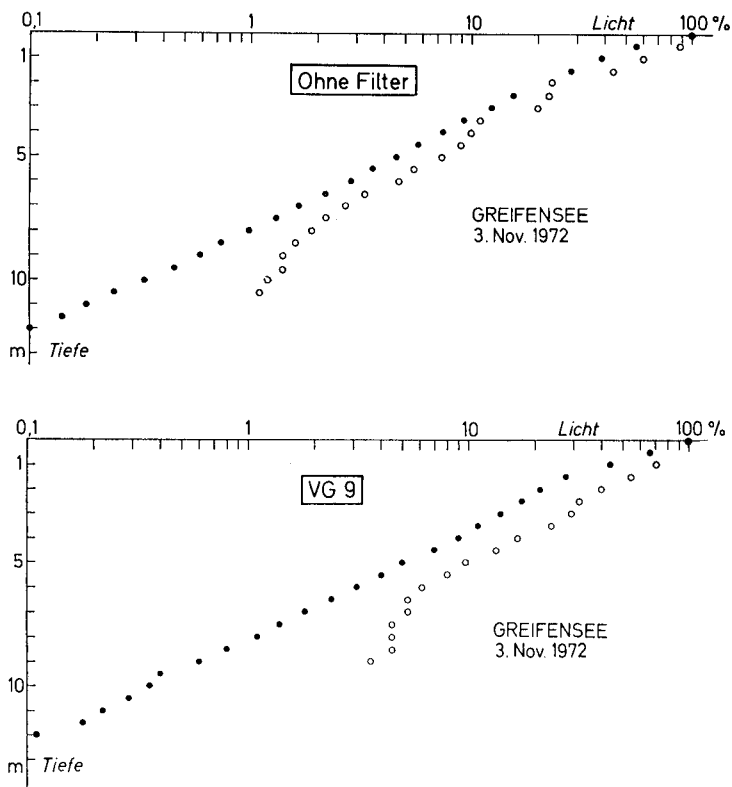 0,1 1 10 Licht 100 %
1
Ohne Filter
5
GREIFENSEE
3. Nov. 1972
10
m Tiefe
0,1 1 10 Licht 100 %
1
VG 9
5
GREIFENSEE
3. Nov. 1972
10
m Tiefe